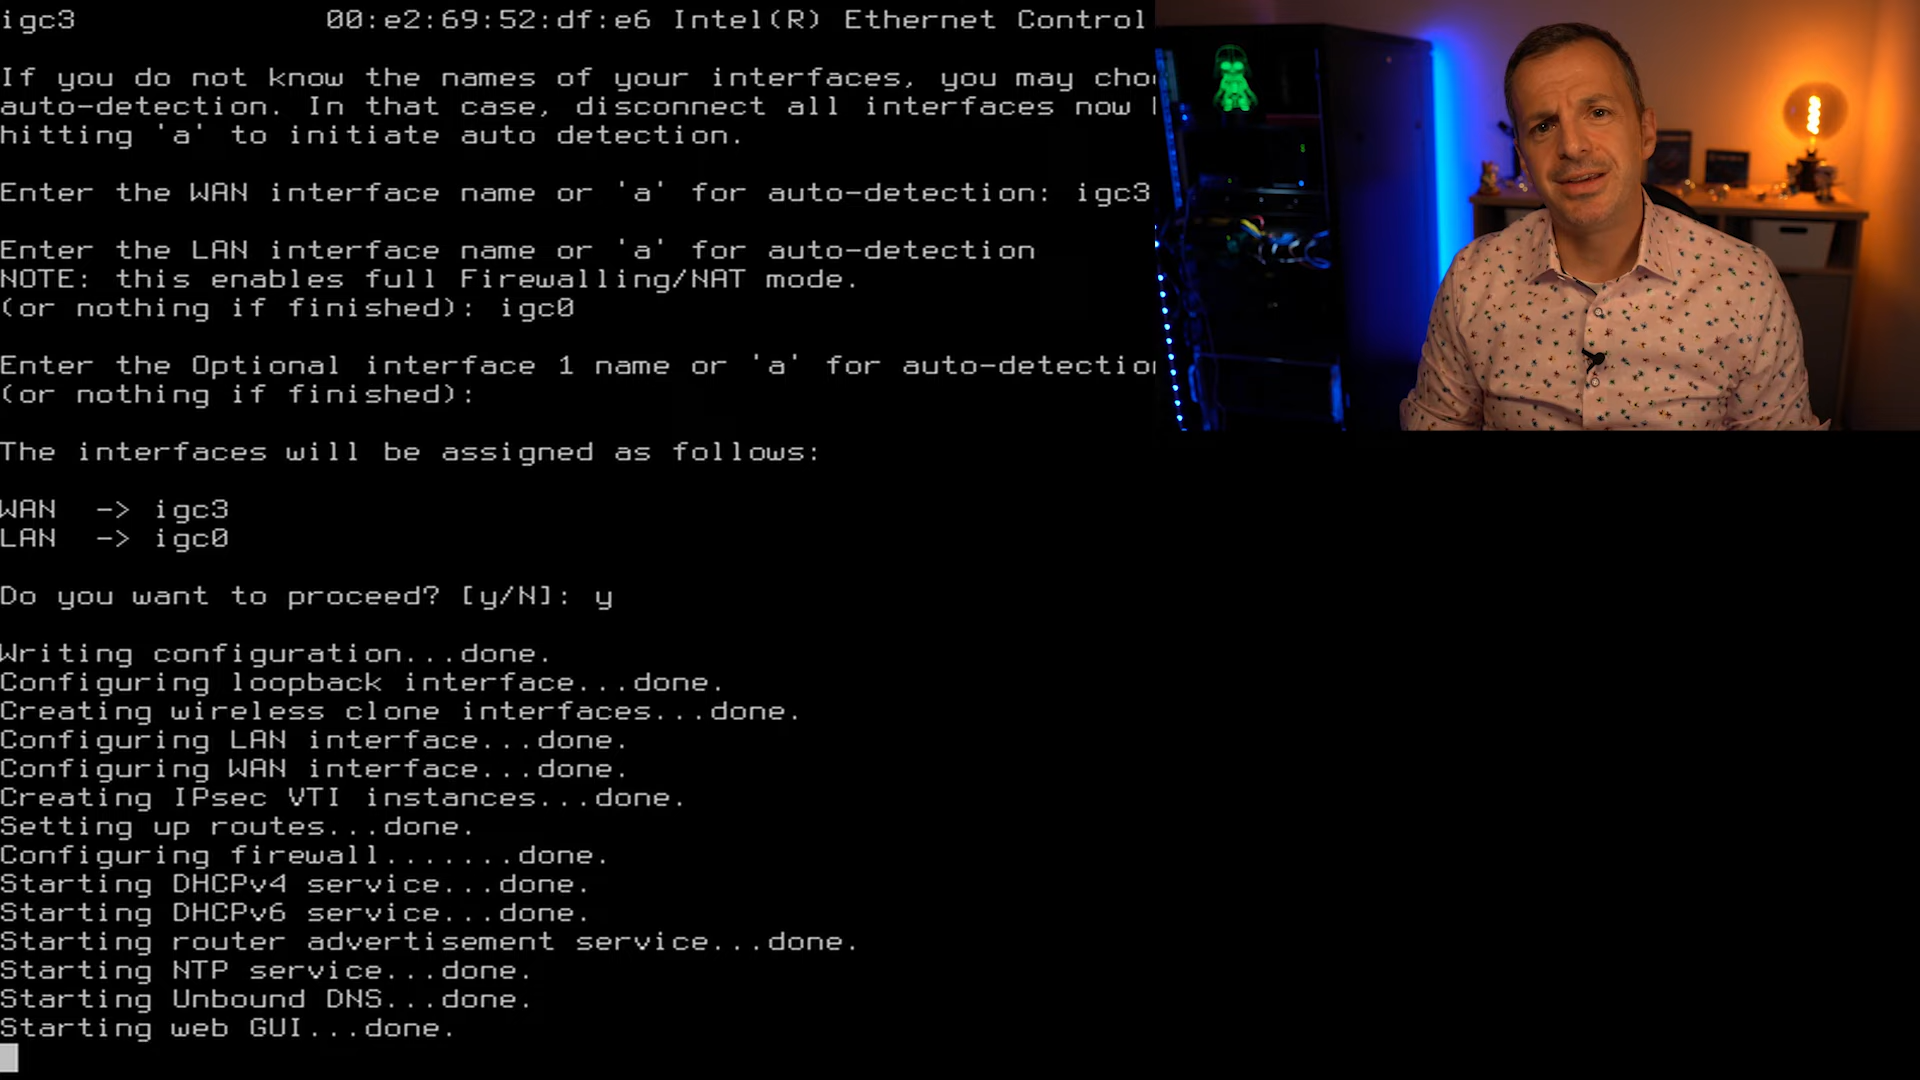 igc3 00:e2:69:52:df:e6 Intel(R) Ethernet Control
If you do not know the names of your interfaces, you may cho
auto-detection. In that case, disconnect all interfaces now
hitting 'a' to initiate auto detection.
Enter the WAN interface name or 'a' for auto-detection: igc3
Enter the LAN interface name or 'a' for auto-detection
NOTE: this enables full Firewalling/NAT mode.
(or nothing if finished): igc0
Enter the Optional interface 1 name or 'a' for auto-detection
(or nothing if finished):
The interfaces will be assigned as follows:
WAN -> igc3
LAN -> igc0
Do you want to proceed? [y/N]: y
Writing configuration...done.
Configuring loopback interface...done.
Creating wireless clone interfaces...done.
Configuring LAN interface...done.
Configuring WAN interface...done.
Creating IPsec VTI instances...done.
Setting up routes...done.
Configuring firewall.......done.
Starting DHCPv4 service...done.
Starting DHCPv6 service...done.
Starting router advertisement service...done.
Starting NTP service...done.
Starting Unbound DNS...done.
Starting web GUI...done.